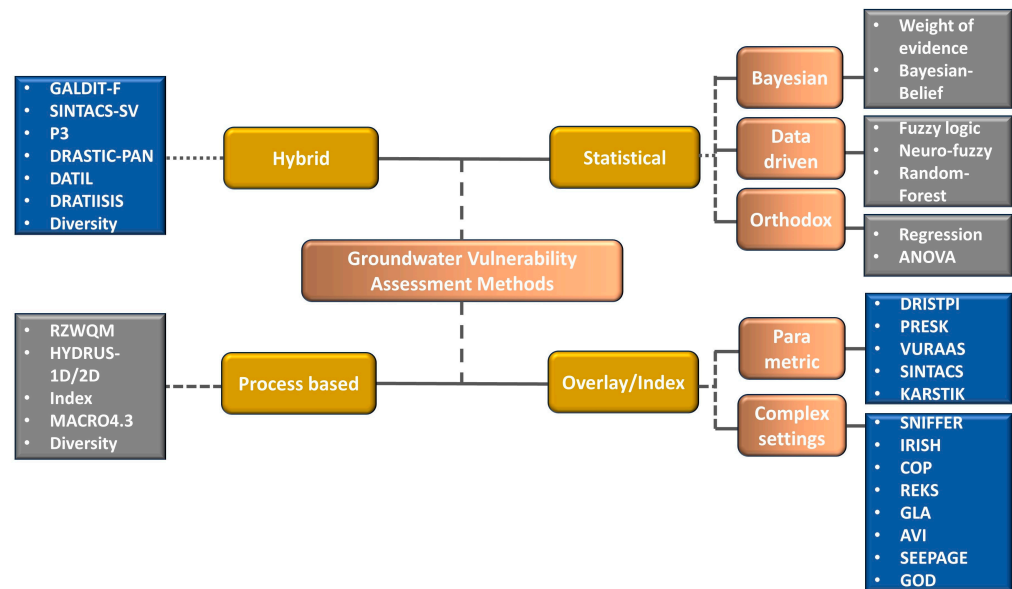 • GALDIT-F
• SINTACS-SV
• P3
• DRASTIC-PAN
• DATIL
• DRATIISIS
• Diversity
Hybrid
Statistical
Bayesian
• Weight of
evidence
• Bayesian-
Belief
Data
driven
• Fuzzy logic
• Neuro-fuzzy
• Random-
Forest
Orthodox
• Regression
• ANOVA
Groundwater Vulnerability
Assessment Methods
• RZWQM
• HYDRUS-
1D/2D
• Index
• MACRO4.3
• Diversity
Process based
Overlay/Index
Para
metric
• DRISTPI
• PRESK
• VURAAS
• SINTACS
• KARSTIK
Complex
settings
• SNIFFER
• IRISH
• COP
• REKS
• GLA
• AVI
• SEEPAGE
• GOD